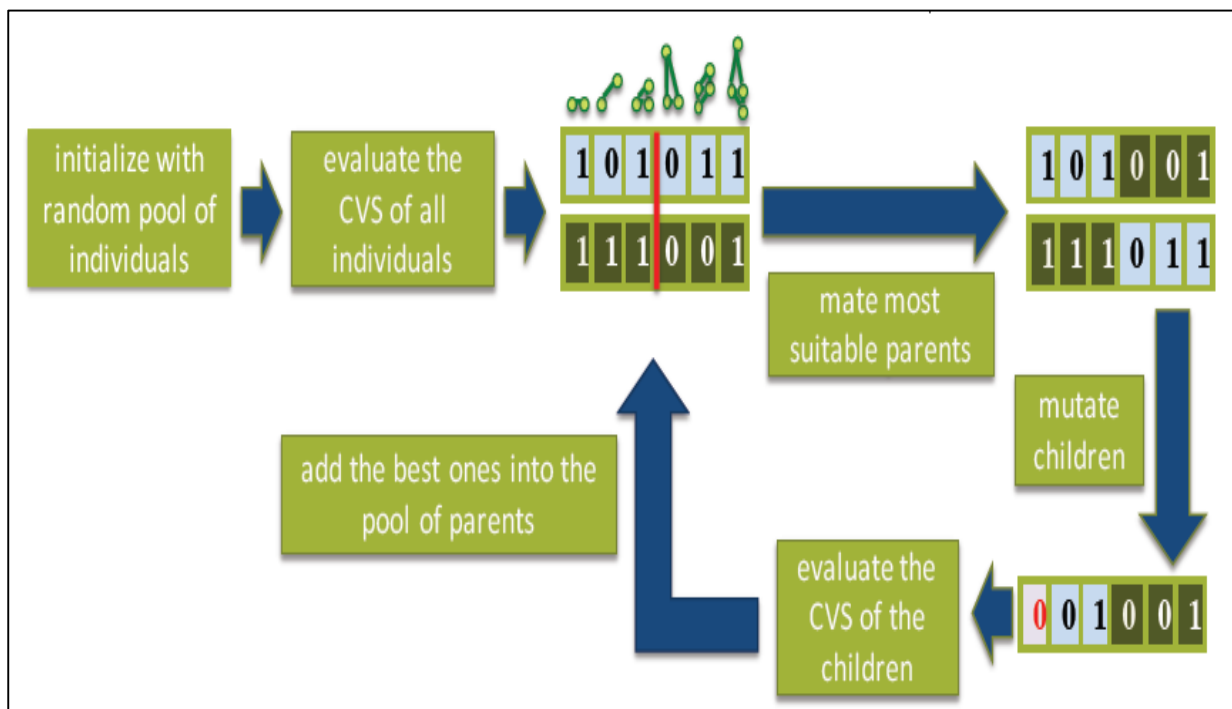 initialize with
random pool of
individuals
evaluate the
CVS of all
individuals
1 0 1 0 1 1
1 1 1 0 0 1
mate most
suitable parents
1 0 1 0 0 1
1 1 1 0 1 1
mutate
children
0 0 1 0 0 1
evaluate the
CVS of the
children
add the best ones into the
pool of parents